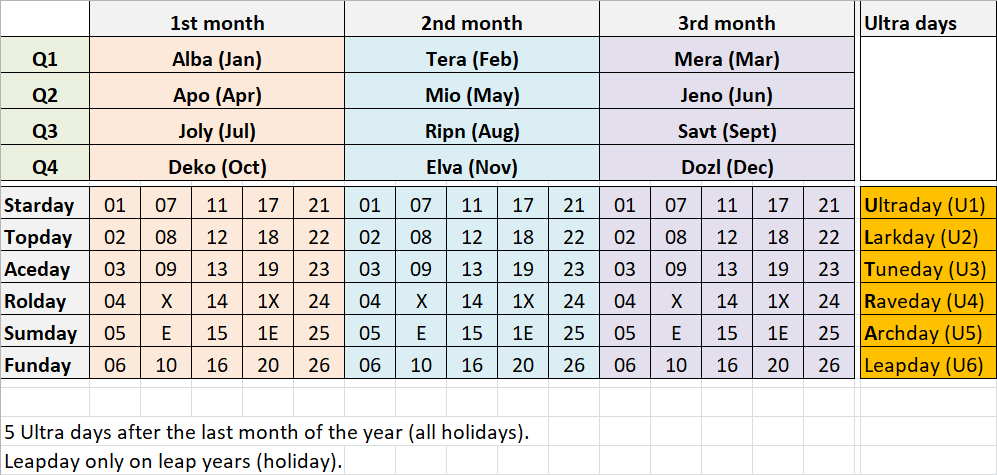 1st month 2nd month 3rd month Ultra days
Q1 Alba (Jan) Tera (Feb) Mera (Mar)
Q2 Apo (Apr) Mio (May) Jeno (Jun)
Q3 Joly (Jul) Ripn (Aug) Savt (Sept)
Q4 Deko (Oct) Elva (Nov) Dozl (Dec)
Starday 01 07 11 17 21 01 07 11 17 21 01 07 11 17 21 Ultraday (U1)
Topday 02 08 12 18 22 02 08 12 18 22 02 08 12 18 22 Larkday (U2)
Aceday 03 09 13 19 23 03 09 13 19 23 03 09 13 19 23 Tuneday (U3)
Rolday 04 X 14 1X 24 04 X 14 1X 24 04 X 14 1X 24 Raveday (U4)
Sumday 05 E 15 1E 25 05 E 15 1E 25 05 E 15 1E 25 Archday (U5)
Funday 06 10 16 20 26 06 10 16 20 26 06 10 16 20 26 Leapday (U6)
5 Ultra days after the last month of the year (all holidays).
Leapday only on leap years (holiday).